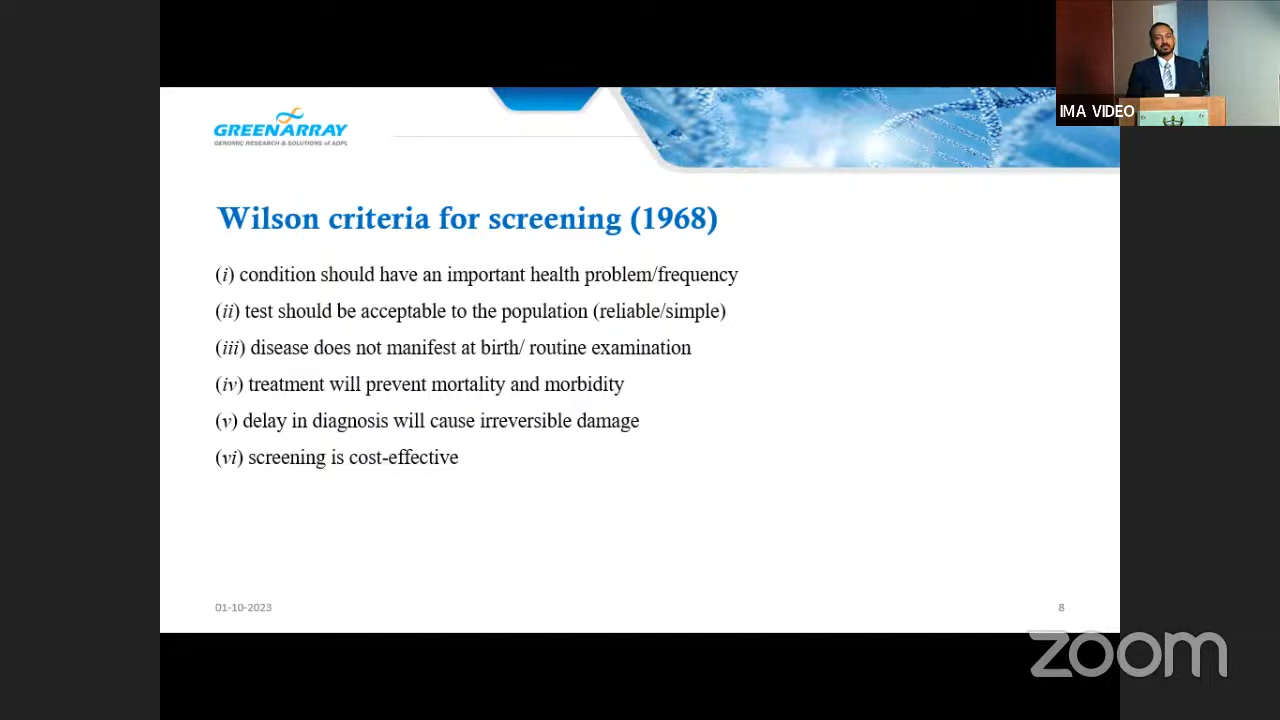 IMA VIDEO
GREENARRAY
GENOMIC RESEARCH & SOLUTIONS of ADPL
Wilson criteria for screening (1968)
(i) condition should have an important health problem/frequency
(ii) test should be acceptable to the population (reliable/simple)
(iii) disease does not manifest at birth/ routine examination
(iv) treatment will prevent mortality and morbidity
(v) delay in diagnosis will cause irreversible damage
(vi) screening is cost-effective
01-10-2023
8
zoom